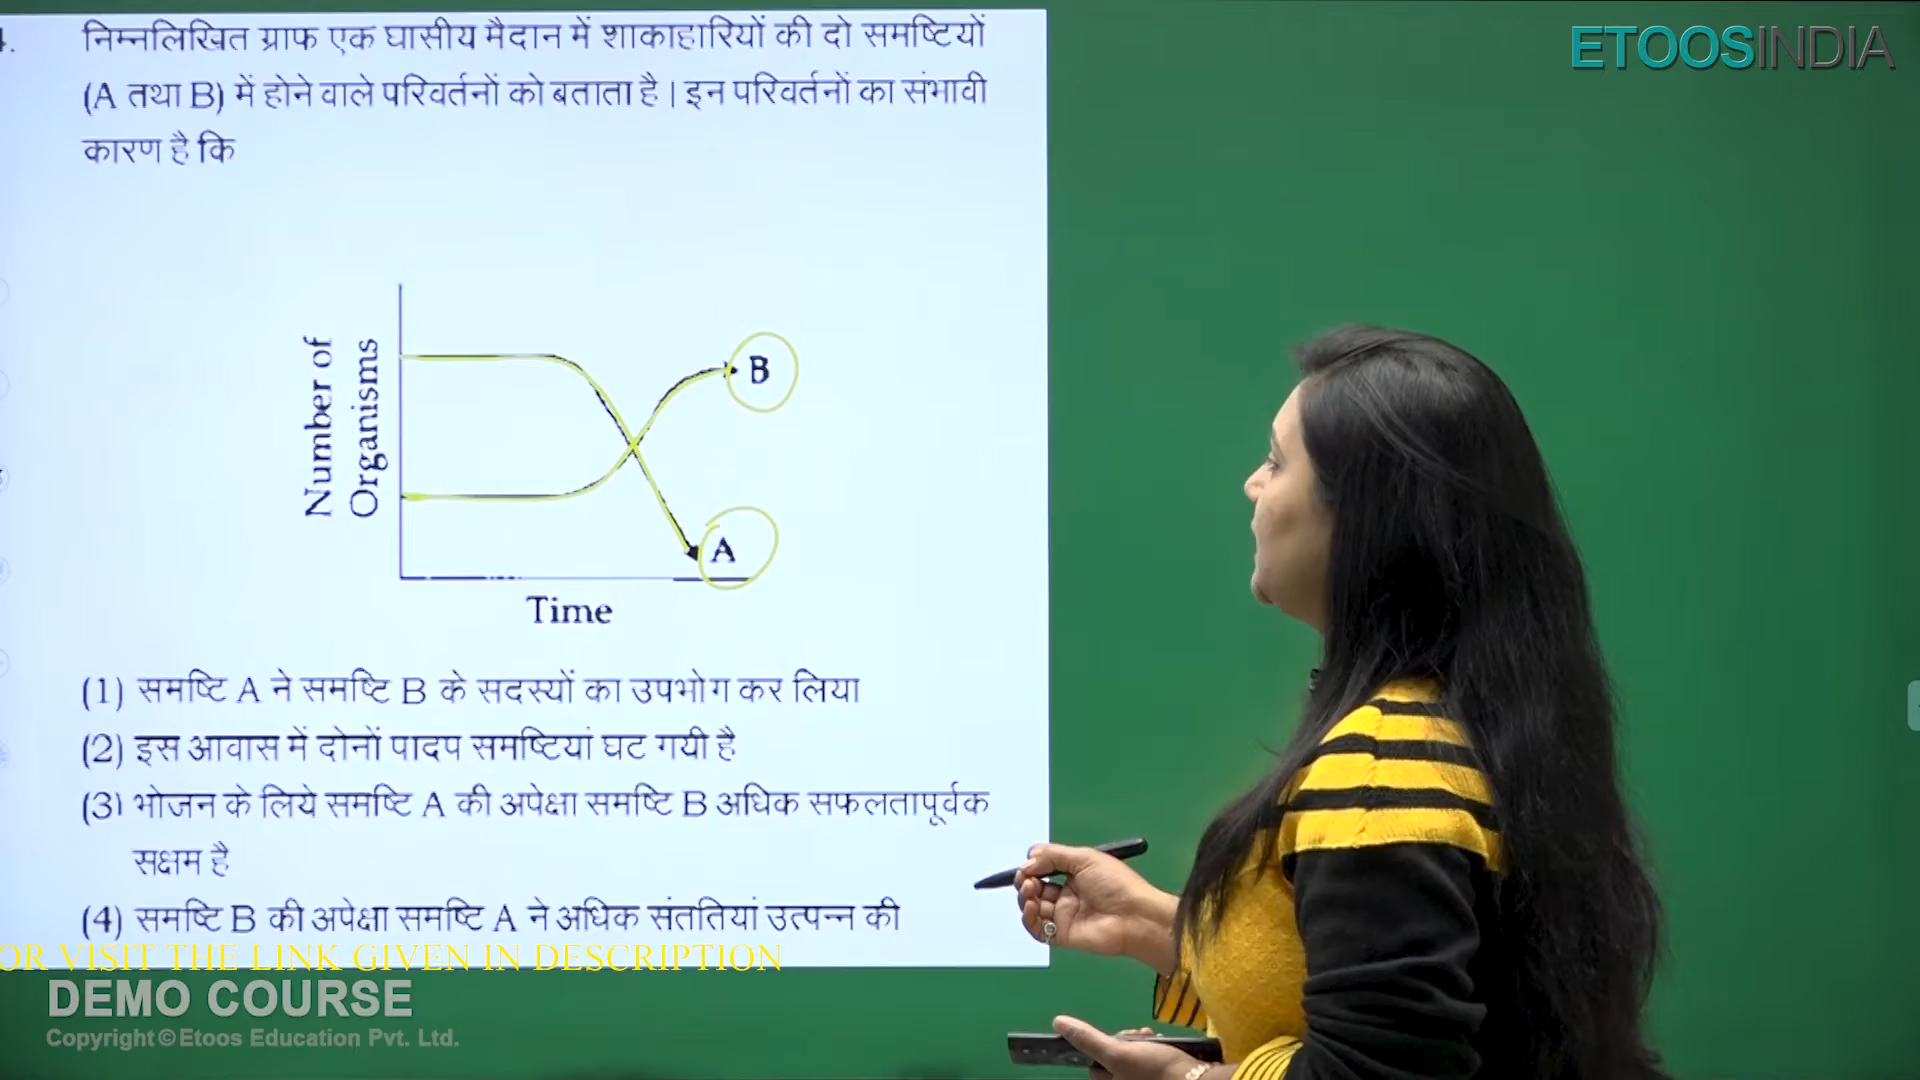 ETOOSINDIA
निम्नलिखित ग्राफ एक घासीय मैदान में शाकाहारियों की दो समष्टियों
(A तथा B) में होने वाले परिवर्तनों को बताता है | इन परिवर्तनों का संभावी
कारण है कि
Number of
Organisms
B
A
Time
(1) समष्टि A ने समष्टि B के सदस्यों का उपभोग कर लिया
(2) इस आवास में दोनों पादप समष्टियां घट गयी है
(3) भोजन के लिये समष्टि A की अपेक्षा समष्टि B अधिक सफलतापूर्वक
सक्षम है
(4) समष्टि B की अपेक्षा समष्टि A ने अधिक संततियां उत्पन्न की
OR VISIT THE LINK GIVEN IN DESCRIPTION
DEMO COURSE
Copyright © Etoos Education Pvt. Ltd.